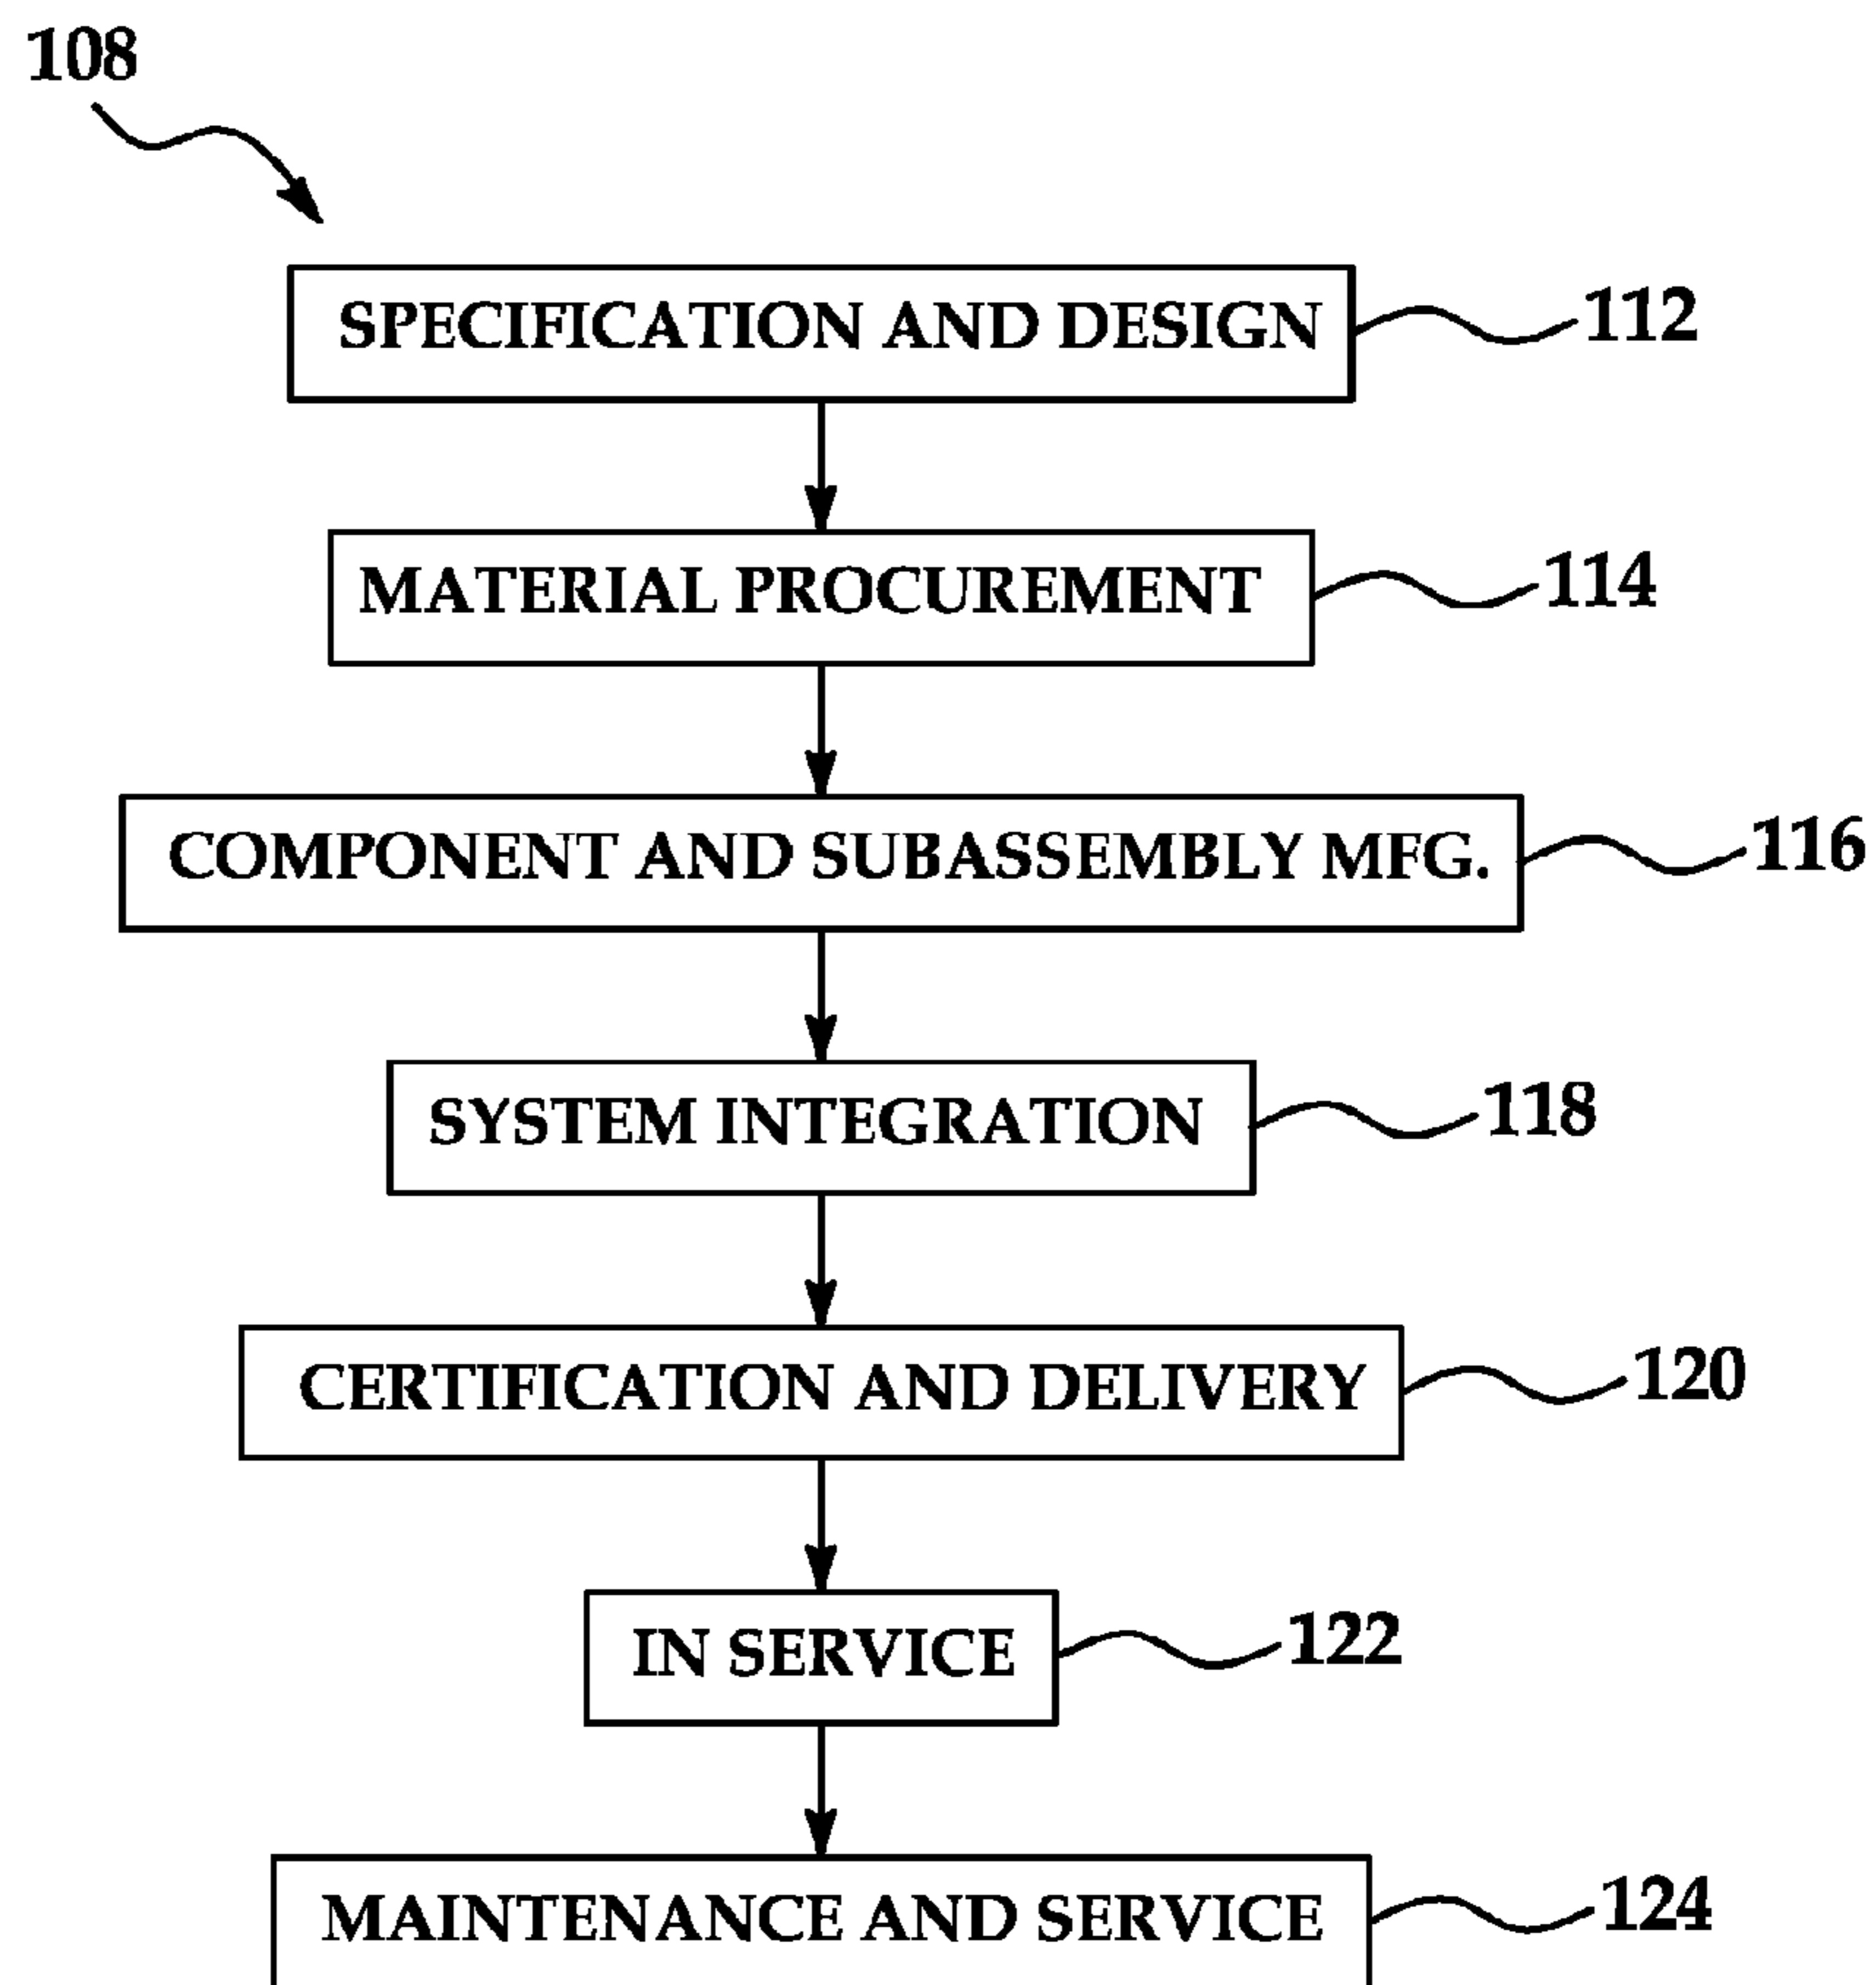 108
SPECIFICATION AND DESIGN 112
MATERIAL PROCUREMENT 114
COMPONENT AND SUBASSEMBLY MFG. 116
SYSTEM INTEGRATION 118
CERTIFICATION AND DELIVERY 120
IN SERVICE 122
MAINTENANCE AND SERVICE 124